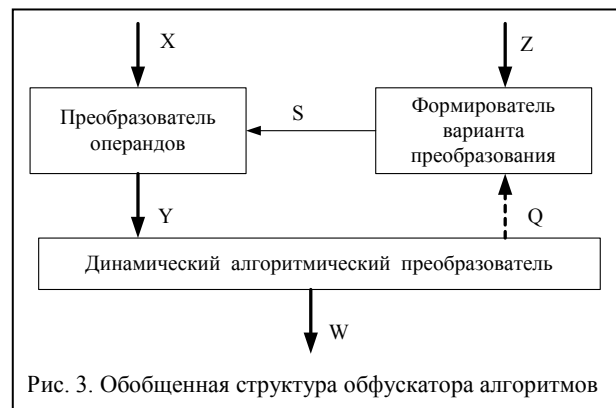 X
Z
Преобразователь
операндов
S
Формирователь
варианта
преобразования
Y
Q
Динамический алгоритмический преобразователь
W
Рис. 3. Обобщенная структура обфускатора алгоритмов